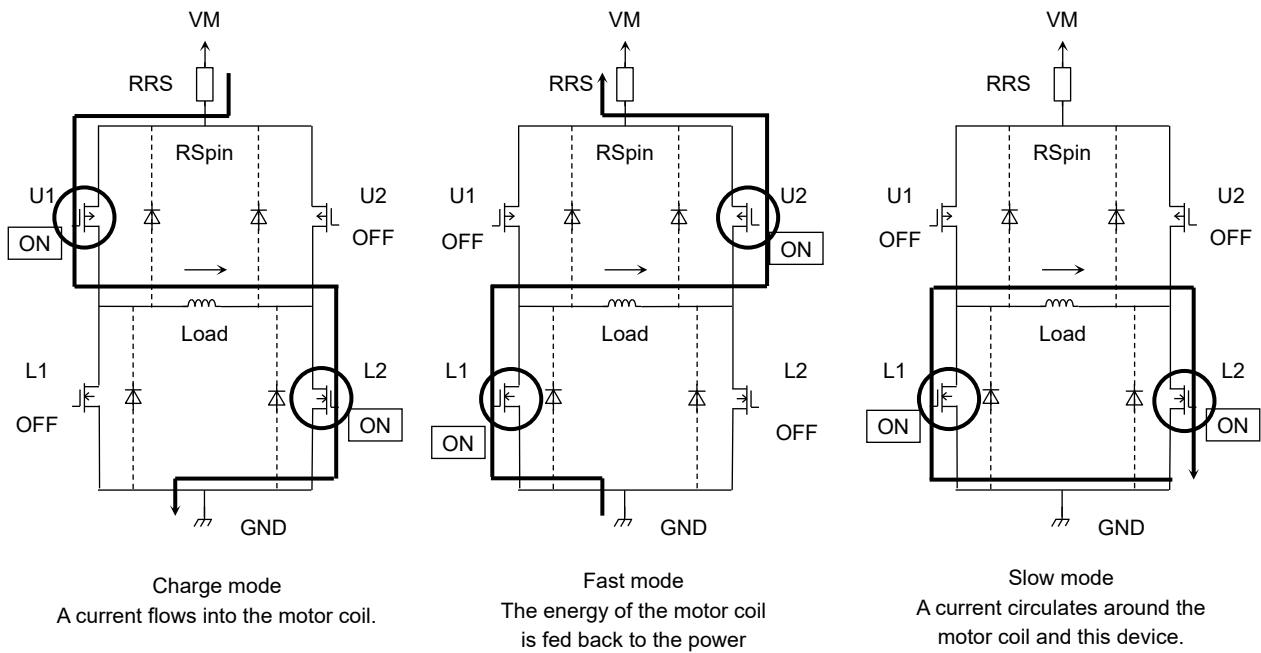 VM
RRS
RSpin
U1
U2
ON
OFF
Load
L1
L2
OFF
ON
GND
Charge mode
A current flows into the motor coil.
VM
RRS
RSpin
U1
U2
OFF
ON
Load
L1
L2
ON
OFF
GND
Fast mode
The energy of the motor coil
is fed back to the power
VM
RRS
RSpin
U1
U2
OFF
OFF
Load
L1
L2
ON
ON
GND
Slow mode
A current circulates around the
motor coil and this device.